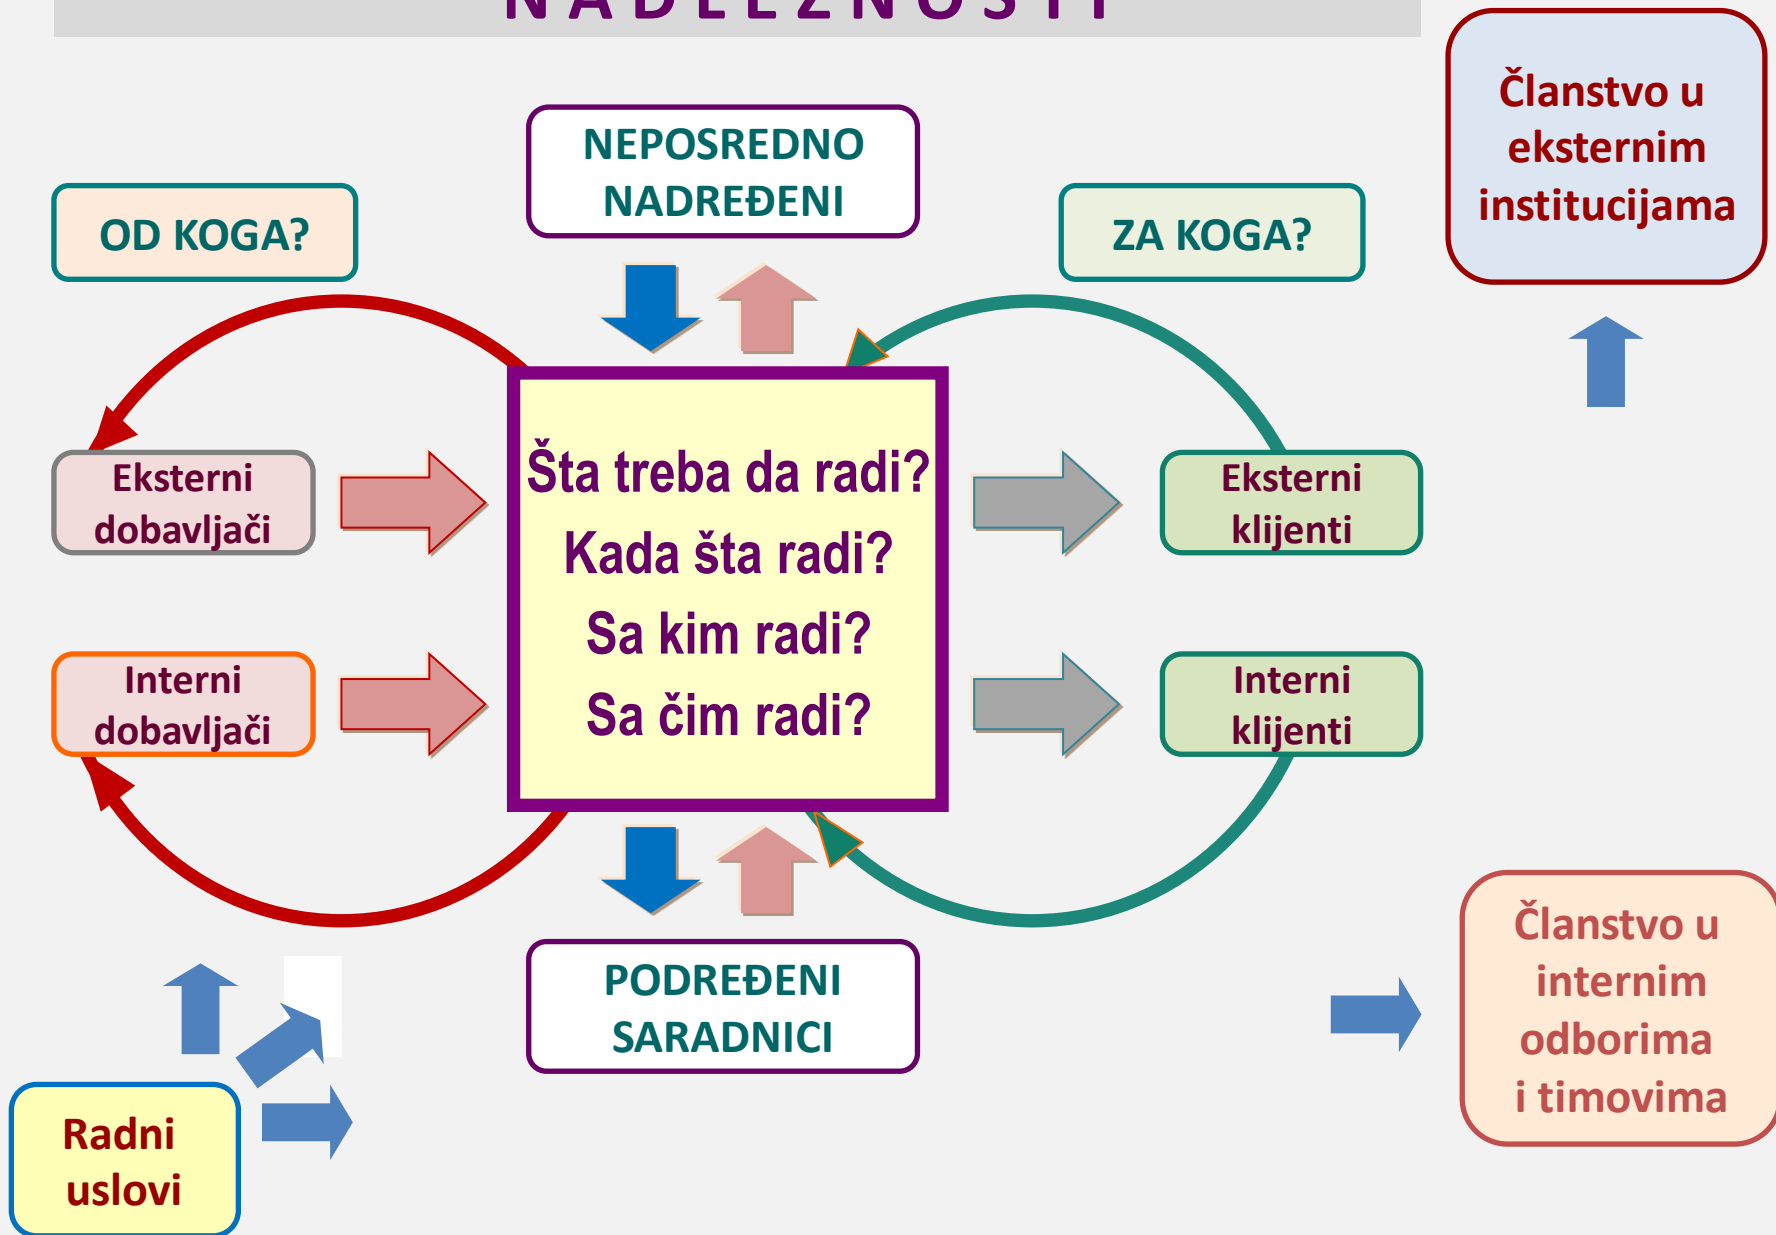 N A D L E Ž N O S T I
Članstvo u
eksternim
institucijama
NEPOSREDNO
NADREĐENI
OD KOGA?
ZA KOGA?
Eksterni
dobavljači
Šta treba da radi?
Kada šta radi?
Sa kim radi?
Sa čim radi?
Eksterni
klijenti
Interni
dobavljači
Interni
klijenti
PODREĐENI
SARADNICI
Članstvo u
internim
odborima
i timovima
Radni
uslovi